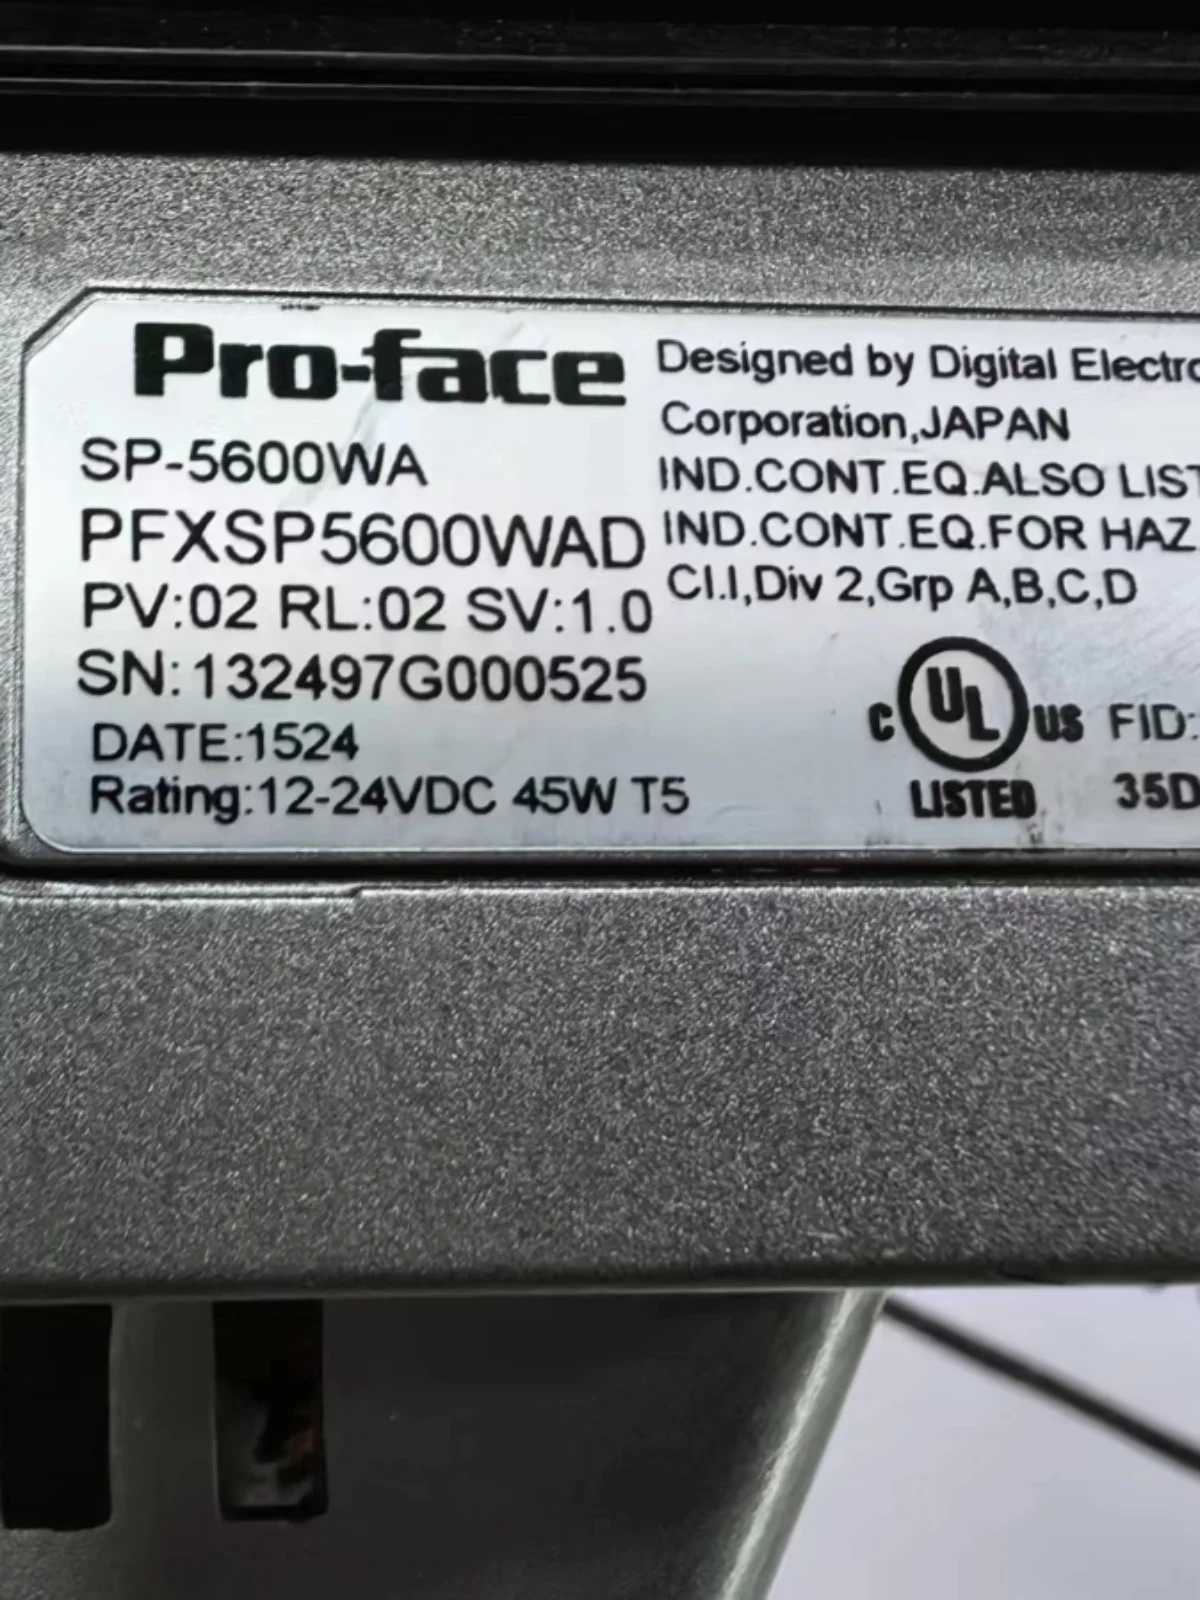 Pro-face
SP-5600WA
PFXSP5600WAD
PV:02 RL:02 SV:1.0
SN:132497G000525
DATE:1524
Rating:12-24VDC 45W T5
Designed by Digital Electro
Corporation,JAPAN
IND.CONT.EQ.ALSO LIST
IND.CONT.EQ.FOR HAZ
Cl.I,Div 2,Grp A,B,C,D
C UL US FID:
LISTED 35D